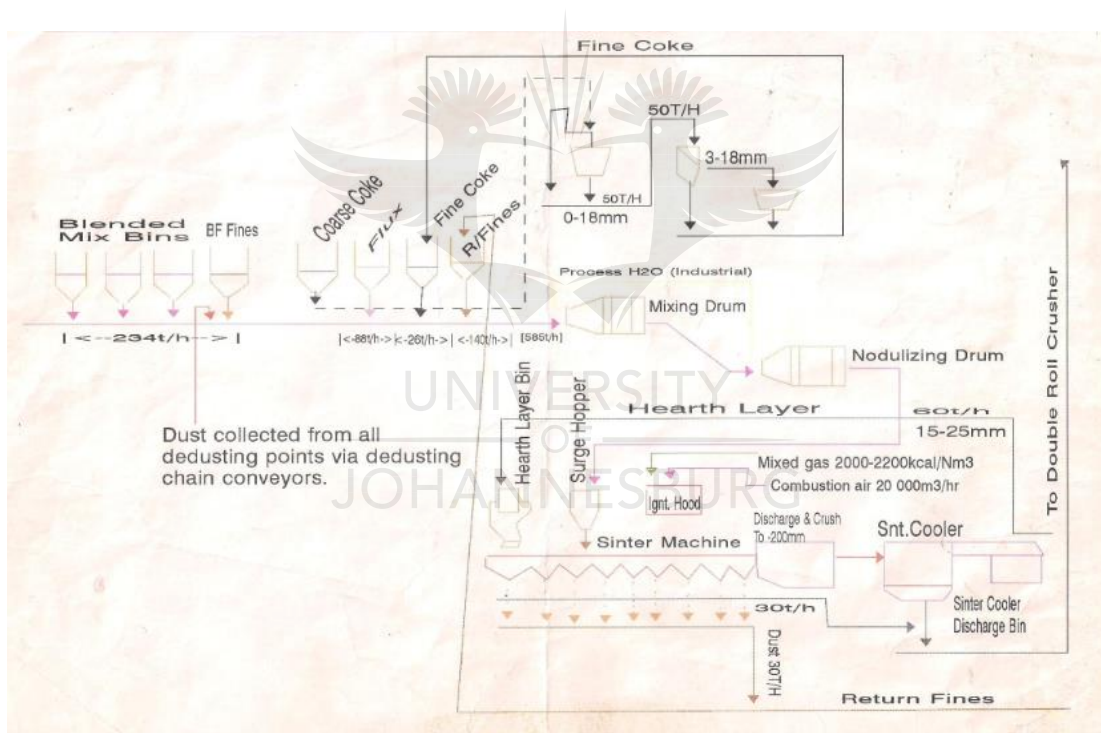 Fine Coke
50T/H
3-18mm
50T/H
0-18mm
Coarse Coke
Flux
Fine Coke
R/Fines
Blended
Mix Bins
BF Fines
Process H2O (Industrial)
Mixing Drum
|<--234t/h-->|
|<-88t/h->|<-26t/h->|<-140t/h->|
[585t/h]
Nodulizing Drum
To Double Roll Crusher
UNIVERSITY
OF
JOHANNESBURG
Hearth Layer
60t/h
15-25mm
Hearth Layer Bin
Surge Hopper
Dust collected from all
dedusting points via dedusting
chain conveyors.
Mixed gas 2000-2200kcal/Nm3
Combustion air 20 000m3/hr
Ignt. Hood
Discharge & Crush
To -200mm
Snt.Cooler
Sinter Machine
30t/h
Sinter Cooler
Discharge Bin
Dust 30T/H
Return Fines